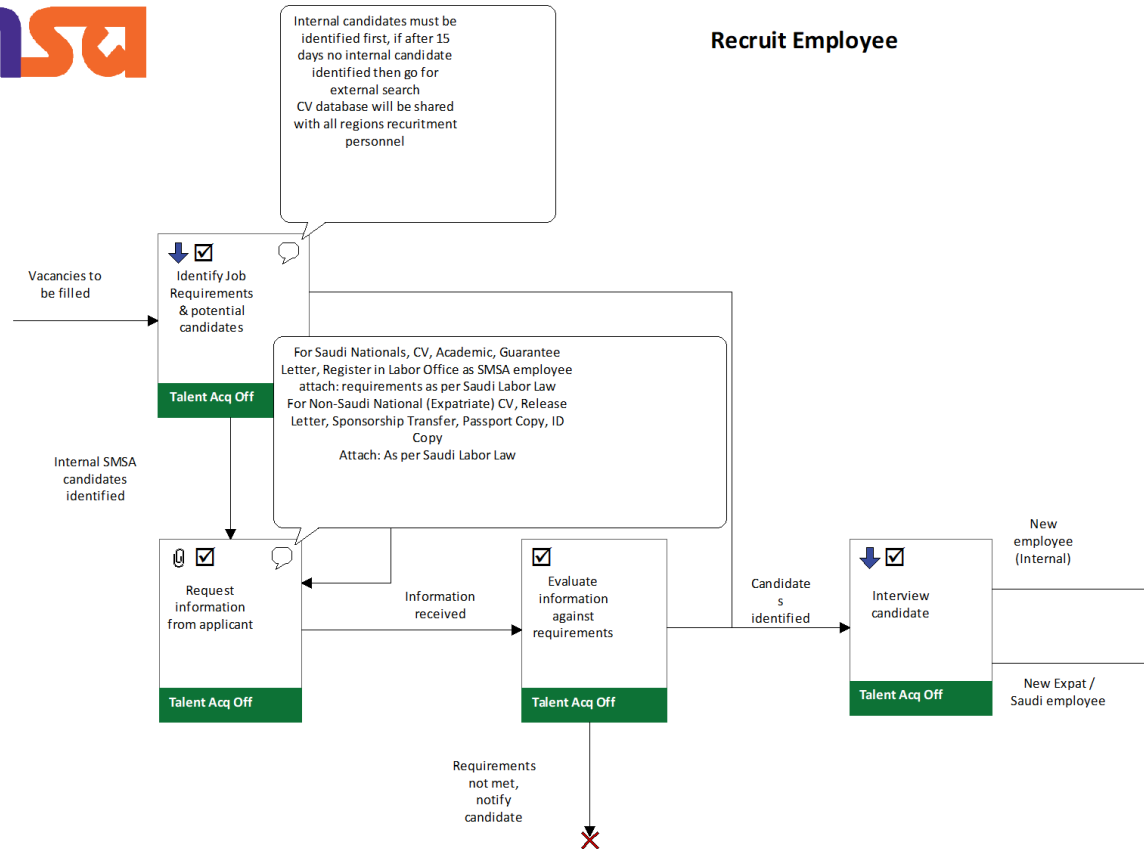 nsa
Recruit Employee
Internal candidates must be
identified first, if after 15
days no internal candidate
identified then go for
external search
CV database will be shared
with all regions recuritment
personnel
Vacancies to
be filled
Identify Job
Requirements
& potential
candidates
Talent Acq Off
For Saudi Nationals, CV, Academic, Guarantee
Letter, Register in Labor Office as SMSA employee
attach: requirements as per Saudi Labor Law
For Non-Saudi National (Expatriate) CV, Release
Letter, Sponsorship Transfer, Passport Copy, ID
Copy
Attach: As per Saudi Labor Law
Internal SMSA
candidates
identified
Request
information
from applicant
Talent Acq Off
Information
received
Evaluate
information
against
requirements
Talent Acq Off
Candidate
s
identified
Interview
candidate
Talent Acq Off
New
employee
(Internal)
New Expat /
Saudi employee
Requirements
not met,
notify
candidate